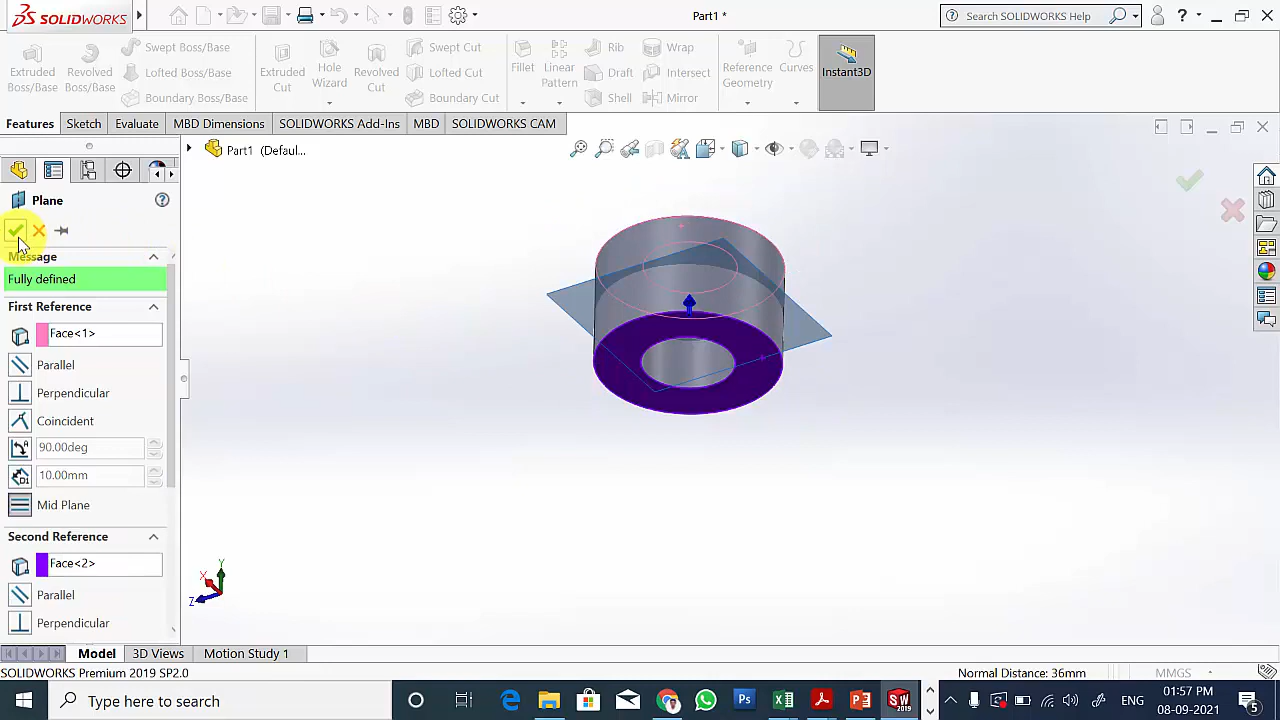 SOLIDWORKS
Part1 *
Search SOLIDWORKS Help
Extruded Boss/Base
Revolved Boss/Base
Swept Boss/Base
Lofted Boss/Base
Boundary Boss/Base
Extruded Cut
Hole Wizard
Revolved Cut
Swept Cut
Lofted Cut
Boundary Cut
Fillet
Linear Pattern
Rib
Draft
Shell
Wrap
Intersect
Mirror
Reference Geometry
Curves
Instant3D
Features Sketch Evaluate MBD Dimensions SOLIDWORKS Add-Ins MBD SOLIDWORKS CAM
Part1 (Defaul...
Plane
Message
Fully defined
First Reference
Face<1>
Parallel
Perpendicular
Coincident
90.00deg
10.00mm
Mid Plane
Second Reference
Face<2>
Parallel
Perpendicular
Y
X
Z
Model 3D Views Motion Study 1
SOLIDWORKS Premium 2019 SP2.0
Normal Distance: 36mm
MMGS
Type here to search
ENG
01:57 PM
08-09-2021
5